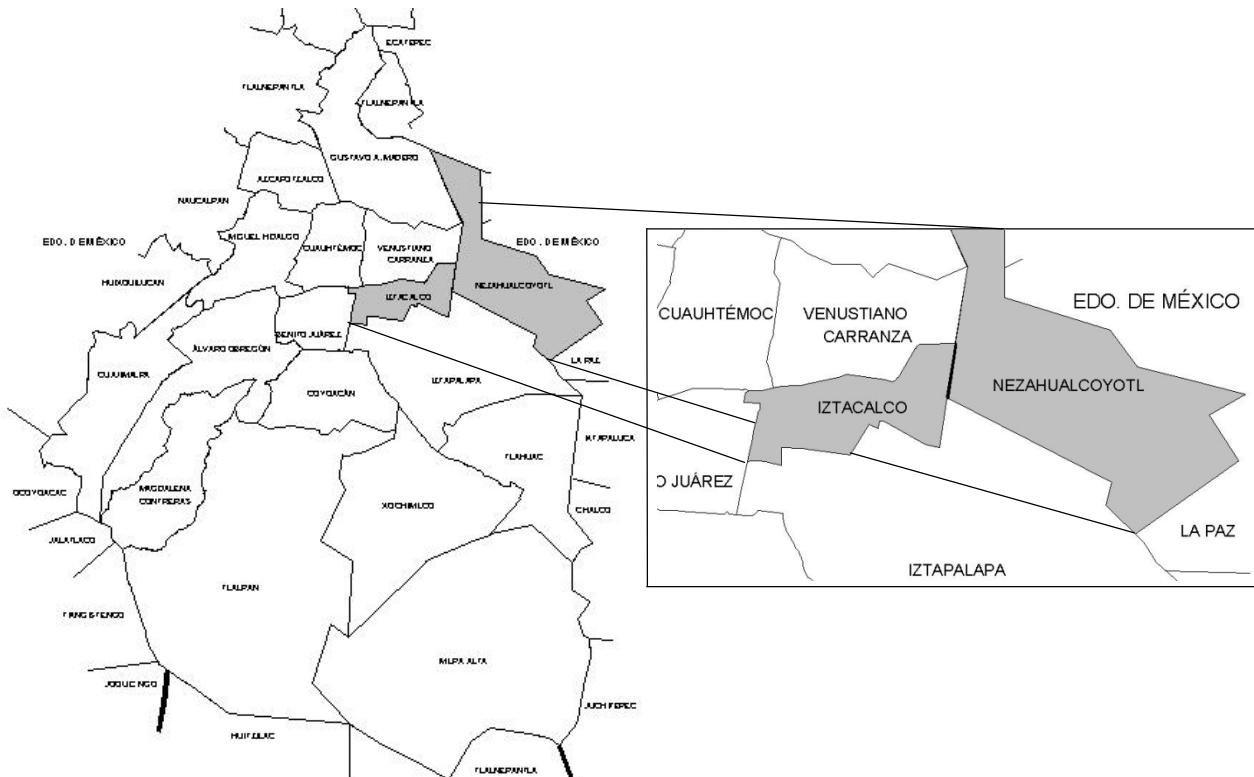 ECATEPEC
TLALNEPANTLA
TLALNEPANTLA
GUSTAVO A. MADERO
AZCAPOTZALCO
NAUCALPAN
MIGUEL HIDALGO
CUAUHTÉMOC
VENUSTIANO
CARRANZA
EDO. DE MÉXICO
EDO. DE MÉXICO
HUIXQUILUCAN
IZTACALCO
NEZAHUALCOYOTL
BENITO JUÁREZ
ÁLVARO OBREGÓN
LA PAZ
CUAJIMALPA
IZTAPALAPA
COYOACÁN
IXTAPALUCA
TLAHUAC
MAGDALENA
CONTRERAS
OCOYOACAC
XOCHIMILCO
CHALCO
JALATLACO
TLALPAN
TIANGISTENGO
MILPA ALTA
JOQUICINGO
JUCHITEPEC
HUITZILAC
TLALNEPANTLA
EDO. DE MÉXICO
CUAUHTÉMOC
VENUSTIANO
CARRANZA
NEZAHUALCOYOTL
IZTACALCO
O JUÁREZ
LA PAZ
IZTAPALAPA